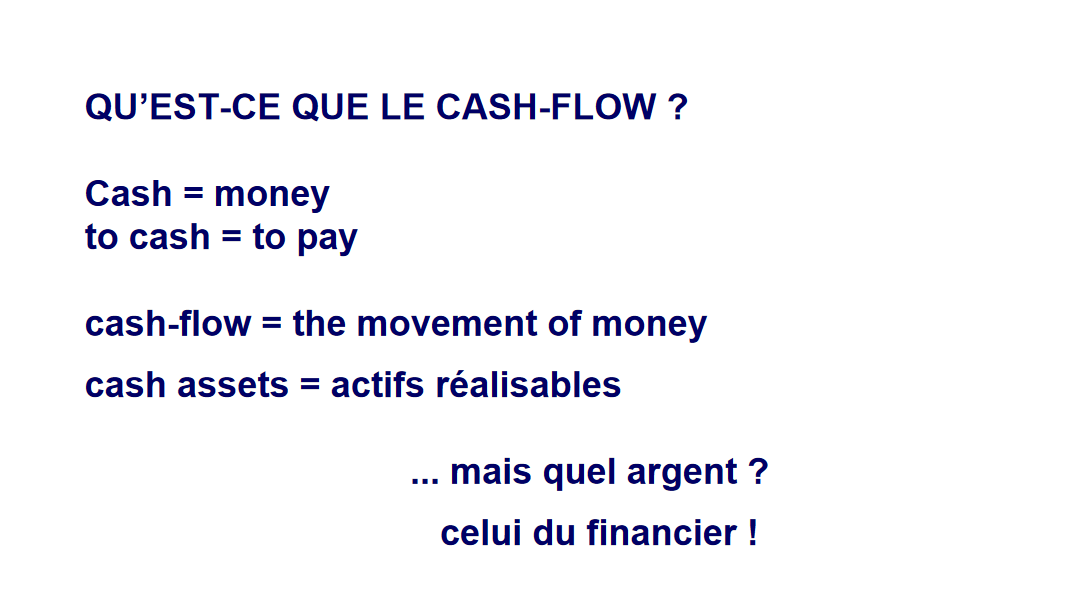 QU’EST-CE QUE LE CASH-FLOW ?
Cash = money
to cash = to pay
cash-flow = the movement of money
cash assets = actifs réalisables
... mais quel argent ?
celui du financier !